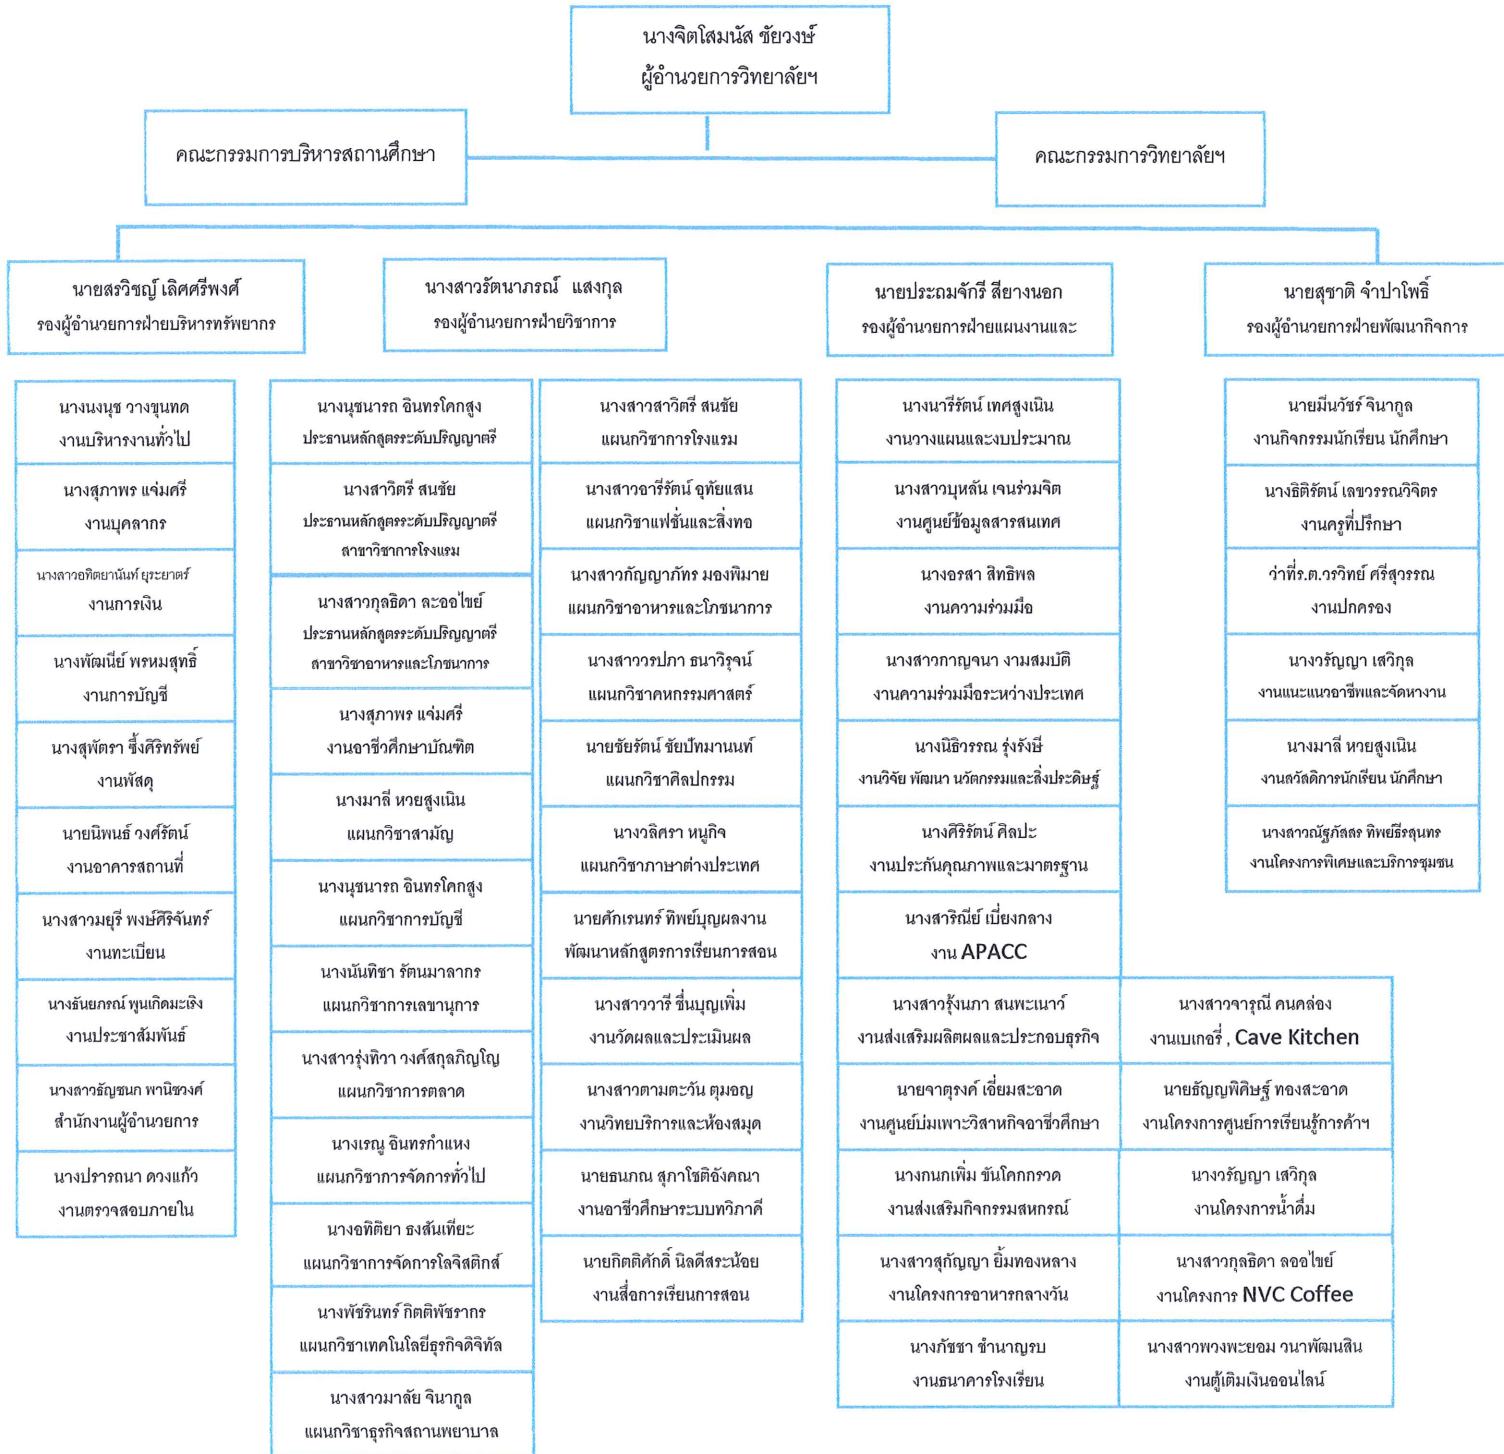 นางจิตโสมนัส ชัยวงษ์
ผู้อำนวยการวิทยาลัยฯ
คณะกรรมการบริหารสถานศึกษา
คณะกรรมการวิทยาลัยฯ
นายสรวิชญ์ เลิศศรีพงศ์
รองผู้อำนวยการฝ่ายบริหารทรัพยากร
นางสาวรัตนาภรณ์ แสงกุล
รองผู้อำนวยการฝ่ายวิชาการ
นายประถมจักรี สียางนอก
รองผู้อำนวยการฝ่ายแผนงานและ
นายสุชาติ จำปาโพธิ์
รองผู้อำนวยการฝ่ายพัฒนากิจการ
นางนงนุช วางขุนทด
งานบริหารงานทั่วไป
นางสุภาพร แจ่มศรี
งานบุคลากร
นางสาวอทิตยานันท์ ยุระยาตร์
งานการเงิน
นางพัฒนีย์ พรหมสุทธิ์
งานการบัญชี
นางสุพัตรา ซึ้งศิริทรัพย์
งานพัสดุ
นายนิพนธ์ วงศ์รัตน์
งานอาคารสถานที่
นางสาวมยุรี พงษ์ศิริจันทร์
งานทะเบียน
นางธันยภรณ์ พูนเกิดมะเริง
งานประชาสัมพันธ์
นางสาวธัญชนก พานิชวงศ์
สำนักงานผู้อำนวยการ
นางปรารถนา ดวงแก้ว
งานตรวจสอบภายใน
นางนุชนารถ อินทรโคกสูง
ประธานหลักสูตรระดับปริญญาตรี
นางสาวิตรี สนชัย
ประธานหลักสูตรระดับปริญญาตรี
สาขาวิชาการโรงแรม
นางสาวกุลธิดา ละออไขย์
ประธานหลักสูตรระดับปริญญาตรี
สาขาวิชาอาหารและโภชนาการ
นางสุภาพร แจ่มศรี
งานอาชีวศึกษาบัณฑิต
นางมาลี หวยสูงเนิน
แผนกวิชาสามัญ
นางนุชนารถ อินทรโคกสูง
แผนกวิชาการบัญชี
นางนันทิชา รัตนมาลากร
แผนกวิชาการเลขานุการ
นางสาวรุ่งทิวา วงศ์สกุลภิญโญ
แผนกวิชาการตลาด
นางเรณู อินทรกำแหง
แผนกวิชาการจัดการทั่วไป
นางอทิติยา ธงสันเทียะ
แผนกวิชาการจัดการโลจิสติกส์
นางพัชรินทร์ กิตติพัชรากร
แผนกวิชาเทคโนโลยีธุรกิจดิจิทัล
นางสาวมาลัย จินากูล
แผนกวิชาธุรกิจสถานพยาบาล
นางสาวสาวิตรี สนชัย
แผนกวิชาการโรงแรม
นางสาวอารีรัตน์ อุทัยแสน
แผนกวิชาแฟชั่นและสิ่งทอ
นางสาวกัญญาภัทร มองพิมาย
แผนกวิชาอาหารและโภชนาการ
นางสาววรปภา ธนาวิรุจน์
แผนกวิชาคหกรรมศาสตร์
นายชัยรัตน์ ชัยปัทมานนท์
แผนกวิชาศิลปกรรม
นางวลิศรา หนูกิจ
แผนกวิชาภาษาต่างประเทศ
นายศักเรนทร์ ทิพย์บุญผลงาน
พัฒนาหลักสูตรการเรียนการสอน
นางสาววารี ชื่นบุญเพิ่ม
งานวัดผลและประเมินผล
นางสาวตามตะวัน ตุมอญ
งานวิทยบริการและห้องสมุด
นายธนภณ สุภาโชติอังคณา
งานอาชีวศึกษาระบบทวิภาคี
นายกิตติศักดิ์ นิลดีสระน้อย
งานสื่อการเรียนการสอน
นางนารีรัตน์ เทศสูงเนิน
งานวางแผนและงบประมาณ
นางสาวบุหลัน เจนร่วมจิต
งานศูนย์ข้อมูลสารสนเทศ
นางอรสา สิทธิพล
งานความร่วมมือ
นางสาวกาญจนา งามสมบัติ
งานความร่วมมือระหว่างประเทศ
นางนิธิวรรณ รุ่งรังษี
งานวิจัย พัฒนา นวัตกรรมและสิ่งประดิษฐ์
นางศิริรัตน์ ศิลปะ
งานประกันคุณภาพและมาตรฐาน
นางสาริณีย์ เบี่ยงกลาง
งาน APACC
นางสาวรุ้งนภา สนพะเนาว์
งานส่งเสริมผลิตผลและประกอบธุรกิจ
นายจาตุรงค์ เอี่ยมสะอาด
งานศูนย์บ่มเพาะวิสาหกิจอาชีวศึกษา
นางกนกเพิ่ม ขันโคกกรวด
งานส่งเสริมกิจกรรมสหกรณ์
นางสาวสุกัญญา ยิ้มทองหลาง
งานโครงการอาหารกลางวัน
นางภัชชา ชำนาญรบ
งานธนาคารโรงเรียน
นางสาวจารุณี คนคล่อง
งานเบเกอรี่ , Cave Kitchen
นายธัญญพิศิษฐ์ ทองสะอาด
งานโครงการศูนย์การเรียนรู้การค้าฯ
นางวรัญญา เสวิกุล
งานโครงการน้ำดื่ม
นางสาวกุลธิดา ลออไขย์
งานโครงการ NVC Coffee
นางสาวพวงพะยอม วนาพัฒนสิน
งานตู้เติมเงินออนไลน์
นายมีนวัชร์ จินากูล
งานกิจกรรมนักเรียน นักศึกษา
นางธิติรัตน์ เลขวรรณวิจิตร
งานครูที่ปรึกษา
ว่าที่ร.ต.วรวิทย์ ศรีสุวรรณ
งานปกครอง
นางวรัญญา เสวิกุล
งานแนะแนวอาชีพและจัดหางาน
นางมาลี หวยสูงเนิน
งานสวัสดิการนักเรียน นักศึกษา
นางสาวณัฐภัสสร ทิพย์ธีรสุนทร
งานโครงการพิเศษและบริการชุมชน